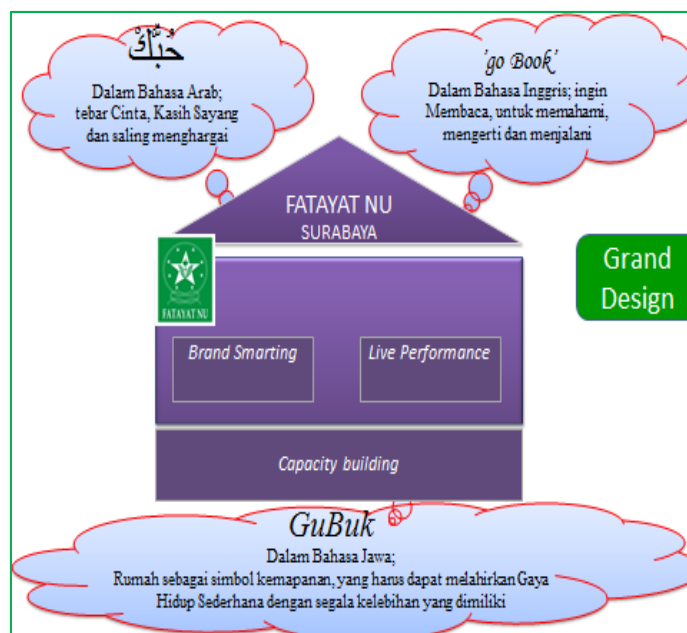 حُبُّكْ
Dalam Bahasa Arab;
tebar Cinta, Kasih Sayang
dan saling menghargai
'go Book'
Dalam Bahasa Inggris; ingin
Membaca, untuk memahami,
mengerti dan menjalani
FATAYAT NU
SURABAYA
FATAYAT NU
Grand
Design
Brand Smarting
Live Performance
Capacity building
GuBuk
Dalam Bahasa Jawa;
Rumah sebagai simbol kemapanan, yang harus dapat melahirkan Gaya
Hidup Sederhana dengan segala kelebihan yang dimiliki